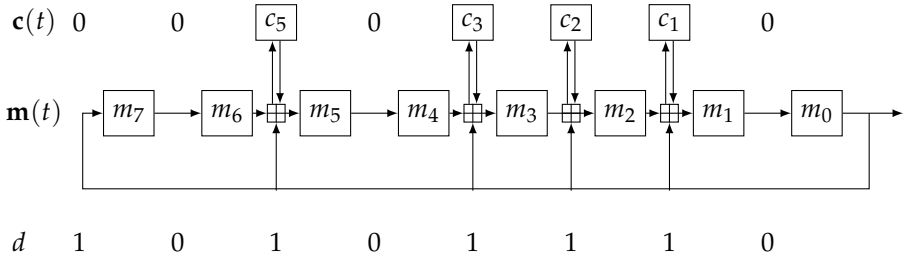 c(t) 0 0 c₅ 0 c₃ c₂ c₁ 0
m(t) m₇ m₆ m₅ m₄ m₃ m₂ m₁ m₀
d 1 0 1 0 1 1 1 0